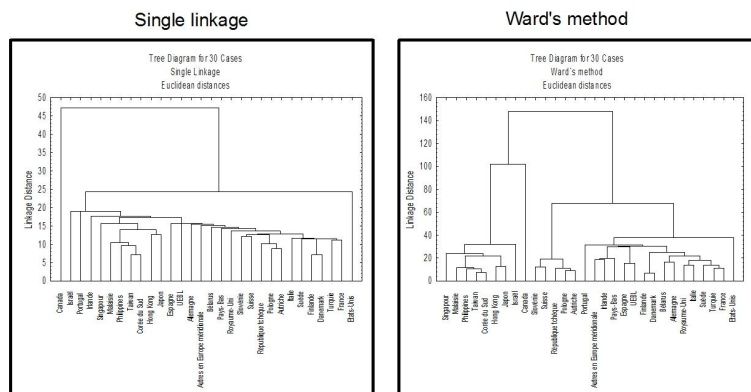 Single linkage
Tree Diagram for 30 Cases
Single Linkage
Euclidean distances
50
45
40
35
30
25
20
15
10
5
0
Linkage Distance
Canada
Israël
Portugal
Irlande
Singapour
Malaisie
Philippines
Taiwan
Corée du Sud
Hong Kong
Japon
Espagne
UEBL
Allemagne
Autres en Europe méridionale
Bélarus
Pays-Bas
Royaume-Uni
Slovénie
Suisse
République tchèque
Pologne
Autriche
Italie
Suède
Finlande
Danemark
Turquie
France
Etats-Unis
Ward's method
Tree Diagram for 30 Cases
Ward`s method
Euclidean distances
160
140
120
100
80
60
40
20
0
Linkage Distance
Singapour
Malaisie
Philippines
Taiwan
Corée du Sud
Hong Kong
Japon
Israël
Canada
Slovénie
Suisse
République tchèque
Pologne
Autriche
Portugal
Autres en Europe méridionale
Irlande
Pays-Bas
Espagne
UEBL
Finlande
Danemark
Bélarus
Allemagne
Royaume-Uni
Italie
Suède
Turquie
France
Etats-Unis